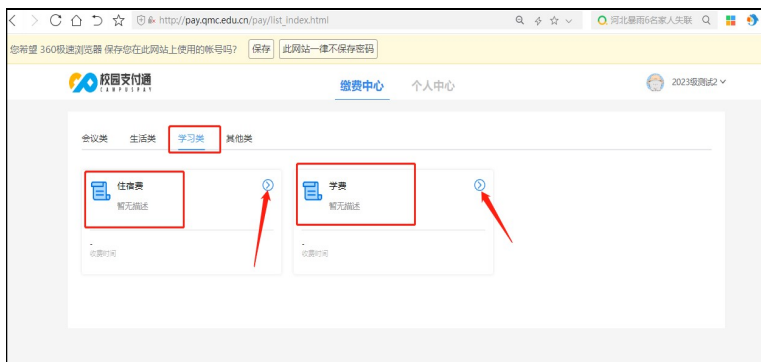 http://pay.qmc.edu.cn/pay/list_index.html
河北暴雨6名家人失联
您希望 360极速浏览器 保存您在此网站上使用的帐号吗? 保存 此网站一律不保存密码
校园支付通 缴费中心 个人中心 2023级测试2
CAMPUSPAY
会议类 生活类 学习类 其他类
住宿费 学费
暂无描述 暂无描述
- -
收费时间 收费时间